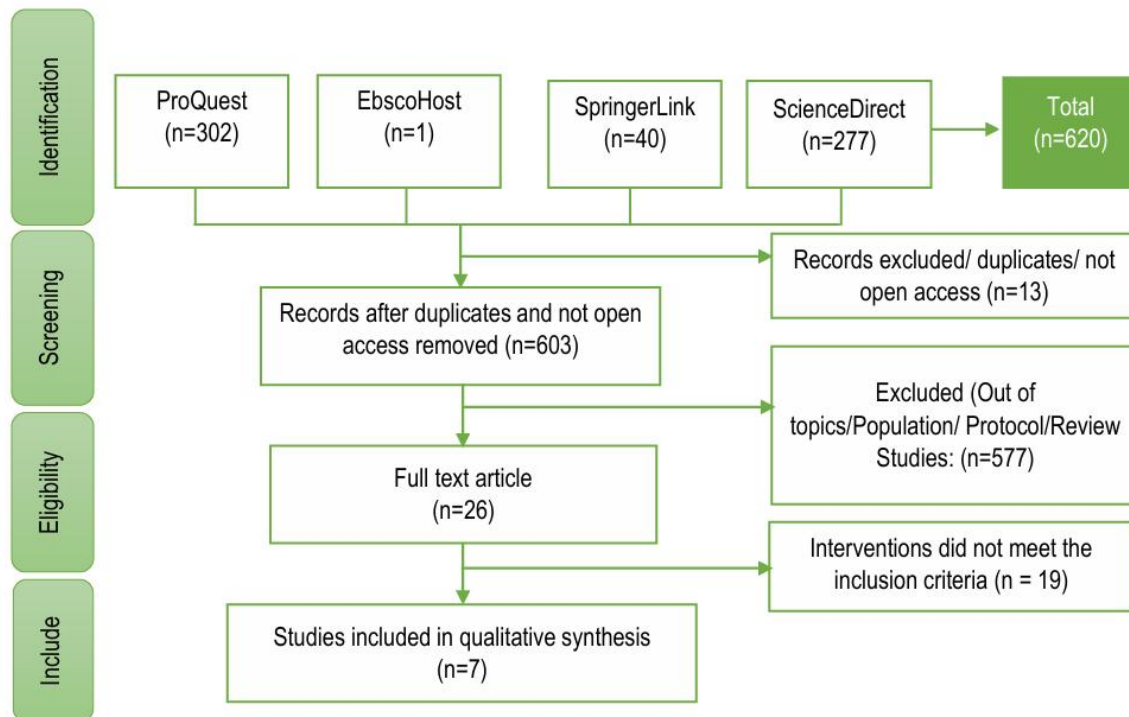 Identification
ProQuest
(n=302)
EbscoHost
(n=1)
SpringerLink
(n=40)
ScienceDirect
(n=277)
Total
(n=620)
Screening
Records excluded/ duplicates/ not
open access (n=13)
Records after duplicates and not open
access removed (n=603)
Excluded (Out of
topics/Population/ Protocol/Review
Studies: (n=577)
Eligibility
Full text article
(n=26)
Interventions did not meet the
inclusion criteria (n = 19)
Include
Studies included in qualitative synthesis
(n=7)